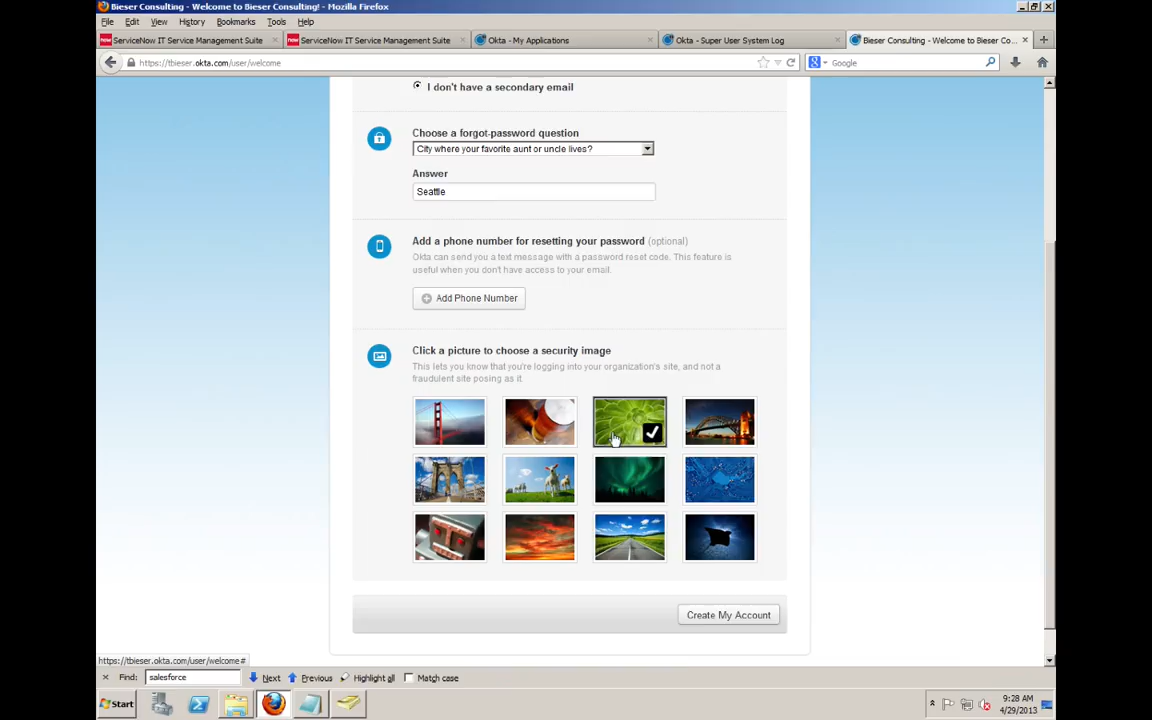 Bieser Consulting - Welcome to Bieser Consulting! - Mozilla Firefox
File Edit View History Bookmarks Tools Help
now ServiceNow IT Service Management Suite × now ServiceNow IT Service Management Suite × Okta - My Applications × Okta - Super User System Log × Bieser Consulting - Welcome to Bieser Co... × +
https://tbieser.okta.com/user/welcome
Google
I don't have a secondary email
Choose a forgot-password question
City where your favorite aunt or uncle lives?
Answer
Seattle
Add a phone number for resetting your password (optional)
Okta can send you a text message with a password reset code. This feature is
useful when you don't have access to your email.
Add Phone Number
Click a picture to choose a security image
This lets you know that you're logging into your organization's site, and not a
fraudulent site posing as it.
Create My Account
https://tbieser.okta.com/user/welcome#
× Find: salesforce Next Previous Highlight all Match case
Start
9:28 AM
4/29/2013